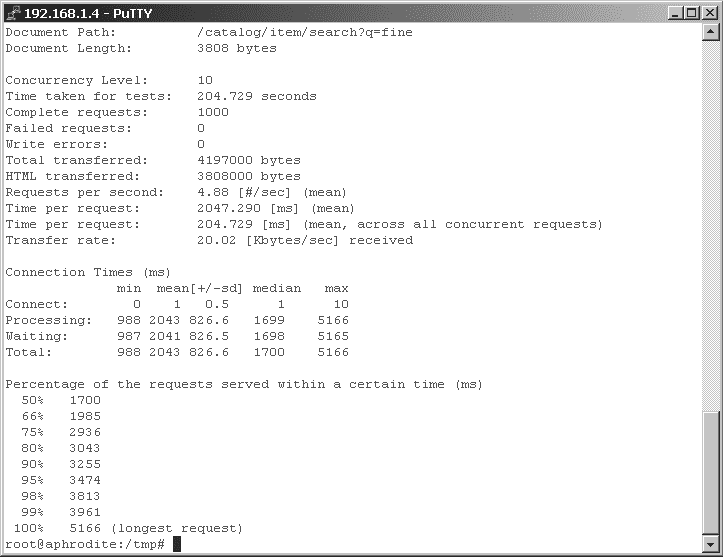 192.168.1.4 - PuTTY
Document Path:          /catalog/item/search?q=fine
Document Length:        3808 bytes
Concurrency Level:      10
Time taken for tests:   204.729 seconds
Complete requests:      1000
Failed requests:        0
Write errors:           0
Total transferred:      4197000 bytes
HTML transferred:       3808000 bytes
Requests per second:    4.88 [#/sec] (mean)
Time per request:       2047.290 [ms] (mean)
Time per request:       204.729 [ms] (mean, across all concurrent requests)
Transfer rate:          20.02 [Kbytes/sec] received
Connection Times (ms)
              min  mean[+/-sd] median   max
Connect:        0    1   0.5      1      10
Processing:   988 2043 826.6   1699    5166
Waiting:      987 2041 826.5   1698    5165
Total:        988 2043 826.6   1700    5166
Percentage of the requests served within a certain time (ms)
  50%   1700
  66%   1985
  75%   2936
  80%   3043
  90%   3255
  95%   3474
  98%   3813
  99%   3961
 100%   5166 (longest request)
root@aphrodite:/tmp#